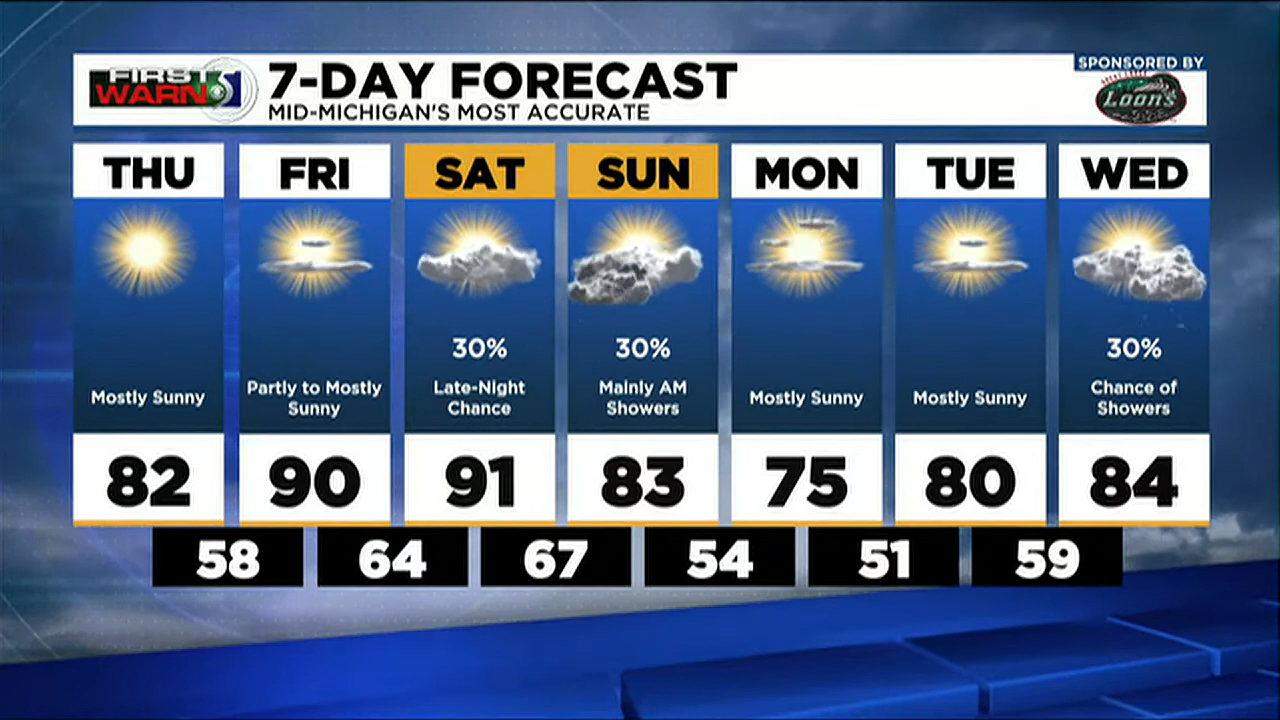 FIRST
WARN 5
7-DAY FORECAST
MID-MICHIGAN'S MOST ACCURATE
SPONSORED BY
Loons
THU
FRI
SAT
SUN
MON
TUE
WED
30%
30%
30%
Mostly Sunny
Partly to Mostly
Sunny
Late-Night
Chance
Mainly AM
Showers
Mostly Sunny
Mostly Sunny
Chance of
Showers
82
90
91
83
75
80
84
58
64
67
54
51
59